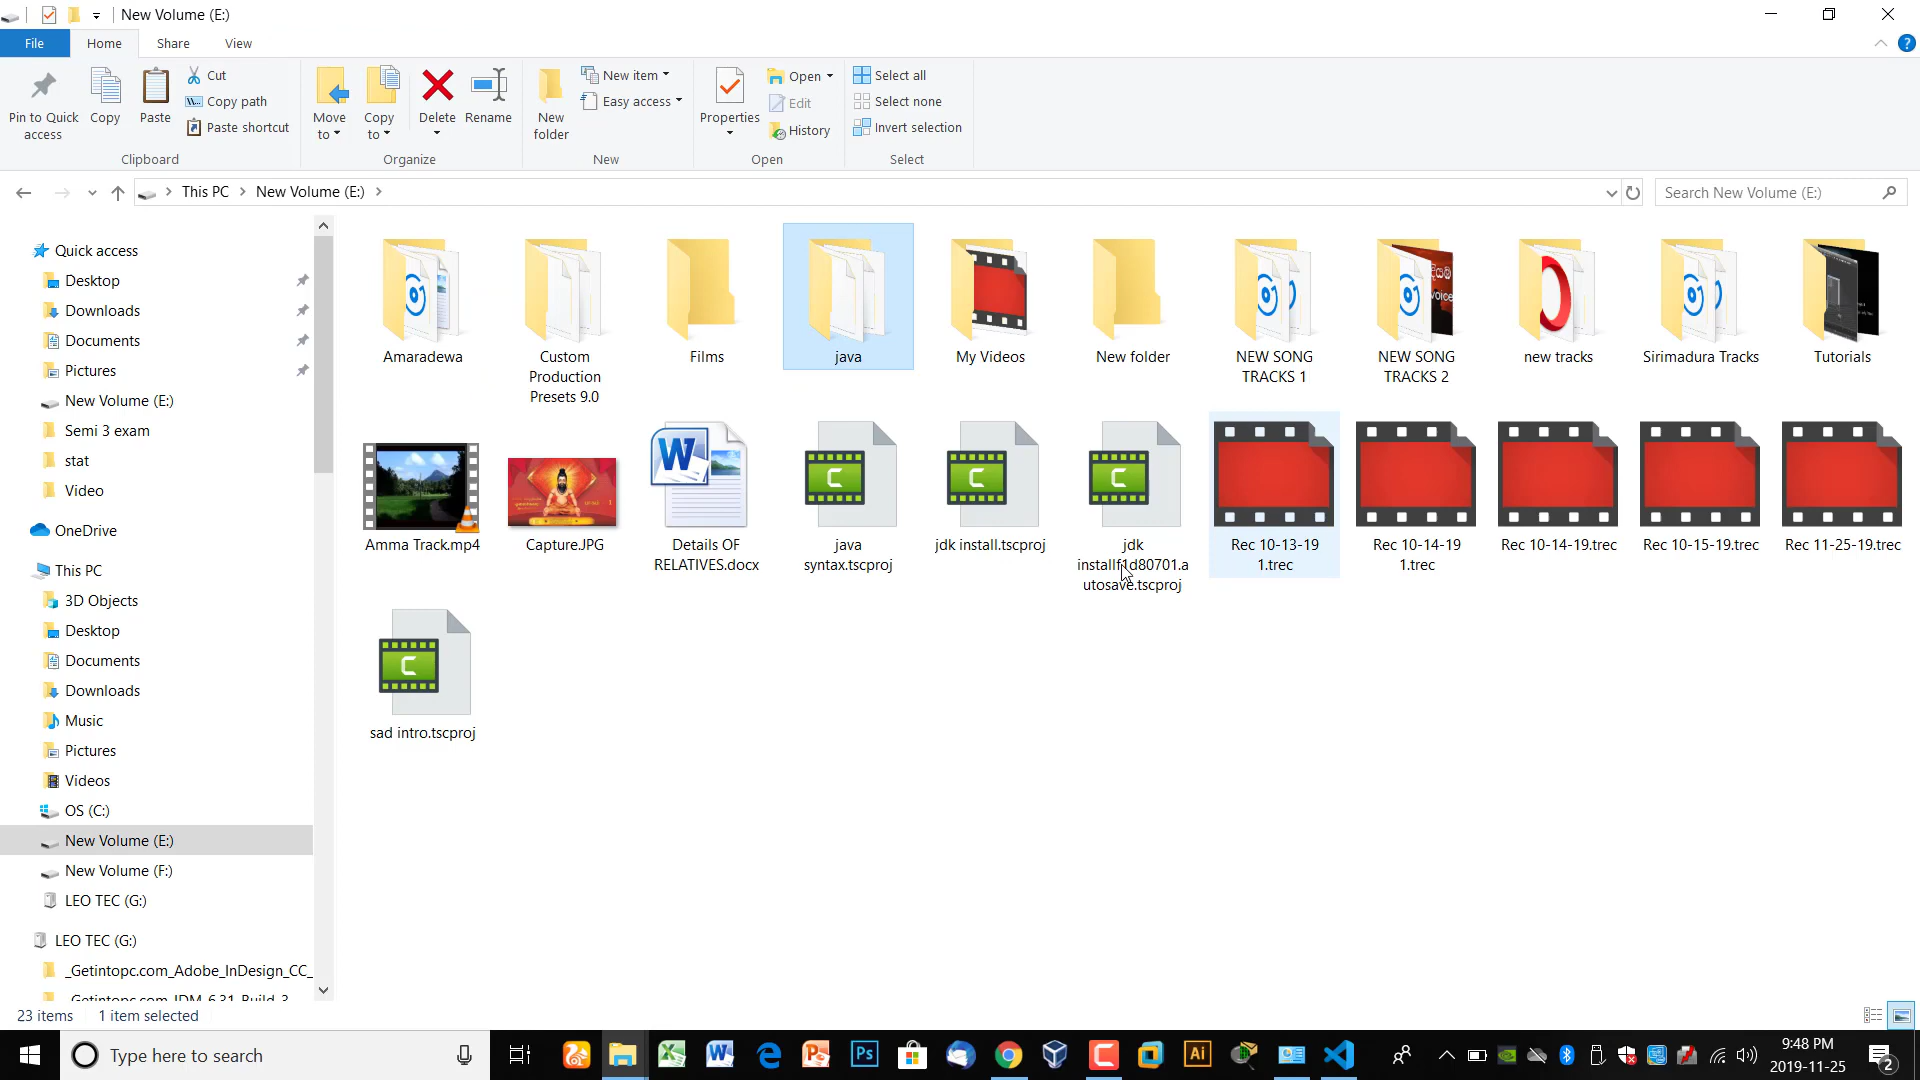 New Volume (E:)
File
Home
Share
View
Pin to Quick
access
Copy
Paste
Cut
Copy path
Paste shortcut
Clipboard
Move
to
Copy
to
Delete
Rename
Organize
New
folder
New item
Easy access
New
Properties
Open
Edit
History
Open
Select all
Select none
Invert selection
Select
This PC
New Volume (E:)
Search New Volume (E:)
Quick access
Desktop
Downloads
Documents
Pictures
New Volume (E:)
Semi 3 exam
stat
Video
OneDrive
This PC
3D Objects
Desktop
Documents
Downloads
Music
Pictures
Videos
OS (C:)
New Volume (E:)
New Volume (F:)
LEO TEC (G:)
LEO TEC (G:)
_Getintopc.com_Adobe_InDesign_CC_
_Getintopc.com_IDM_6.31_Build_3
Amaradewa
Custom
Production
Presets 9.0
Films
java
My Videos
New folder
NEW SONG
TRACKS 1
NEW SONG
TRACKS 2
new tracks
Sirimadura Tracks
Tutorials
Amma Track.mp4
Capture.JPG
Details OF
RELATIVES.docx
java
syntax.tscproj
jdk install.tscproj
jdk
installf1d80701.a
utosave.tscproj
Rec 10-13-19
1.trec
Rec 10-14-19
1.trec
Rec 10-14-19.trec
Rec 10-15-19.trec
Rec 11-25-19.trec
sad intro.tscproj
23 items
1 item selected
Type here to search
9:48 PM
2019-11-25
2